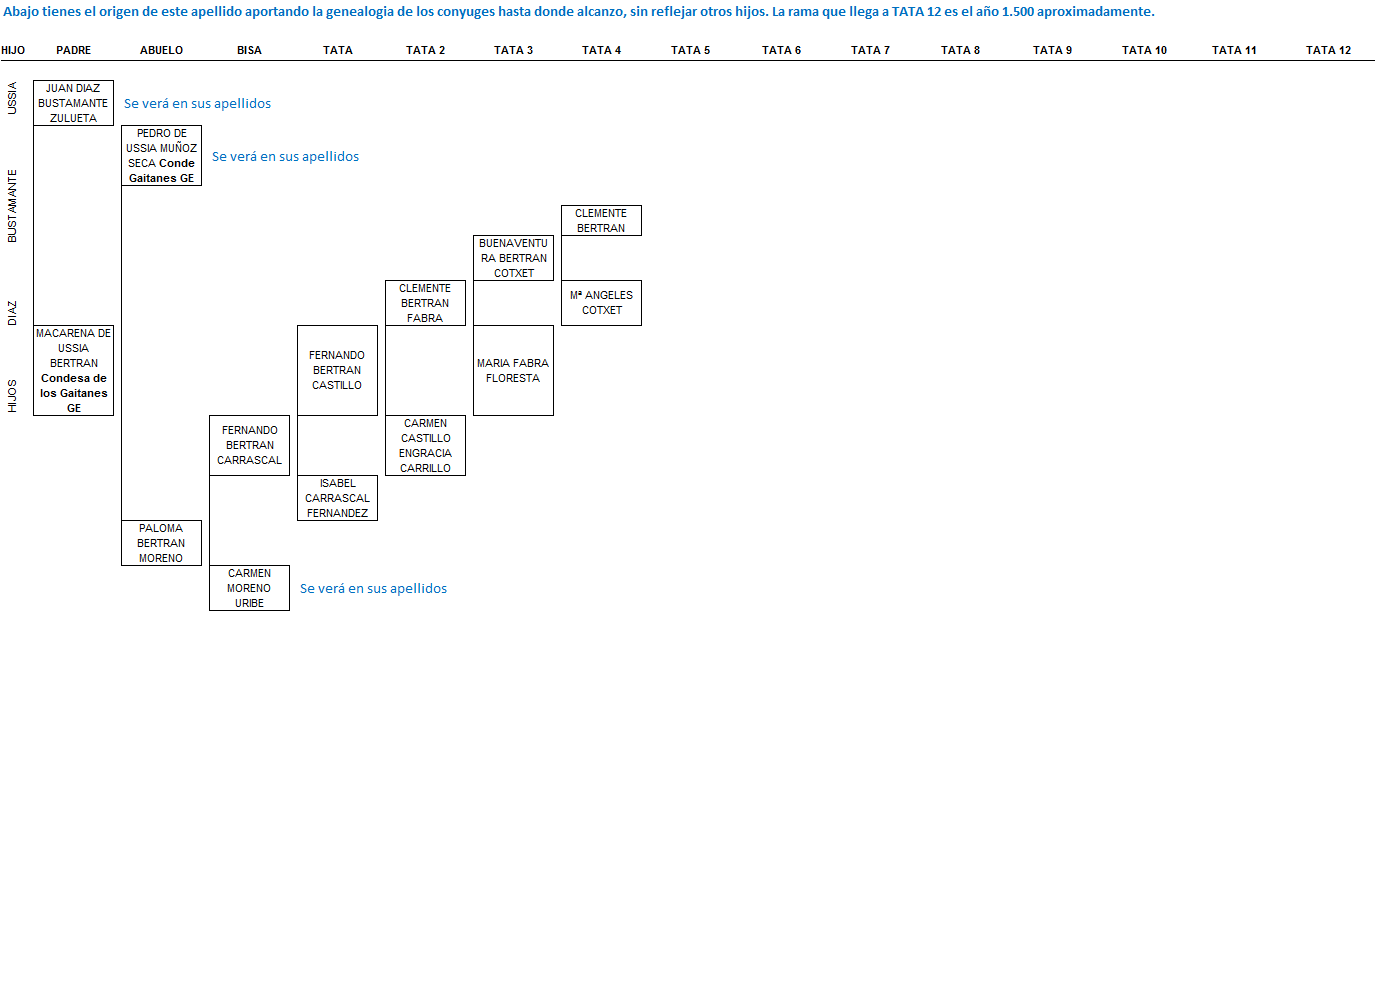 Abajo tienes el origen de este apellido aportando la genealogia de los conyuges hasta donde alcanzo, sin reflejar otros hijos. La rama que llega a TATA 12 es el año 1.500 aproximadamente.
HIJO PADRE ABUELO BISA TATA TATA 2 TATA 3 TATA 4 TATA 5 TATA 6 TATA 7 TATA 8 TATA 9 TATA 10 TATA 11 TATA 12
HIJOS DIAZ BUSTAMANTE USSIA
JUAN DIAZ
BUSTAMANTE
ZULUETA
Se verá en sus apellidos
PEDRO DE
USSIA MUÑOZ
SECA Conde
Gaitanes GE
Se verá en sus apellidos
CLEMENTE
BERTRAN
BUENAVENTU
RA BERTRAN
COTXET
CLEMENTE
BERTRAN
FABRA
Mª ANGELES
COTXET
MACARENA DE
USSIA
BERTRAN
Condesa de
los Gaitanes
GE
FERNANDO
BERTRAN
CASTILLO
MARIA FABRA
FLORESTA
FERNANDO
BERTRAN
CARRASCAL
CARMEN
CASTILLO
ENGRACIA
CARRILLO
ISABEL
CARRASCAL
FERNANDEZ
PALOMA
BERTRAN
MORENO
CARMEN
MORENO
URIBE
Se verá en sus apellidos